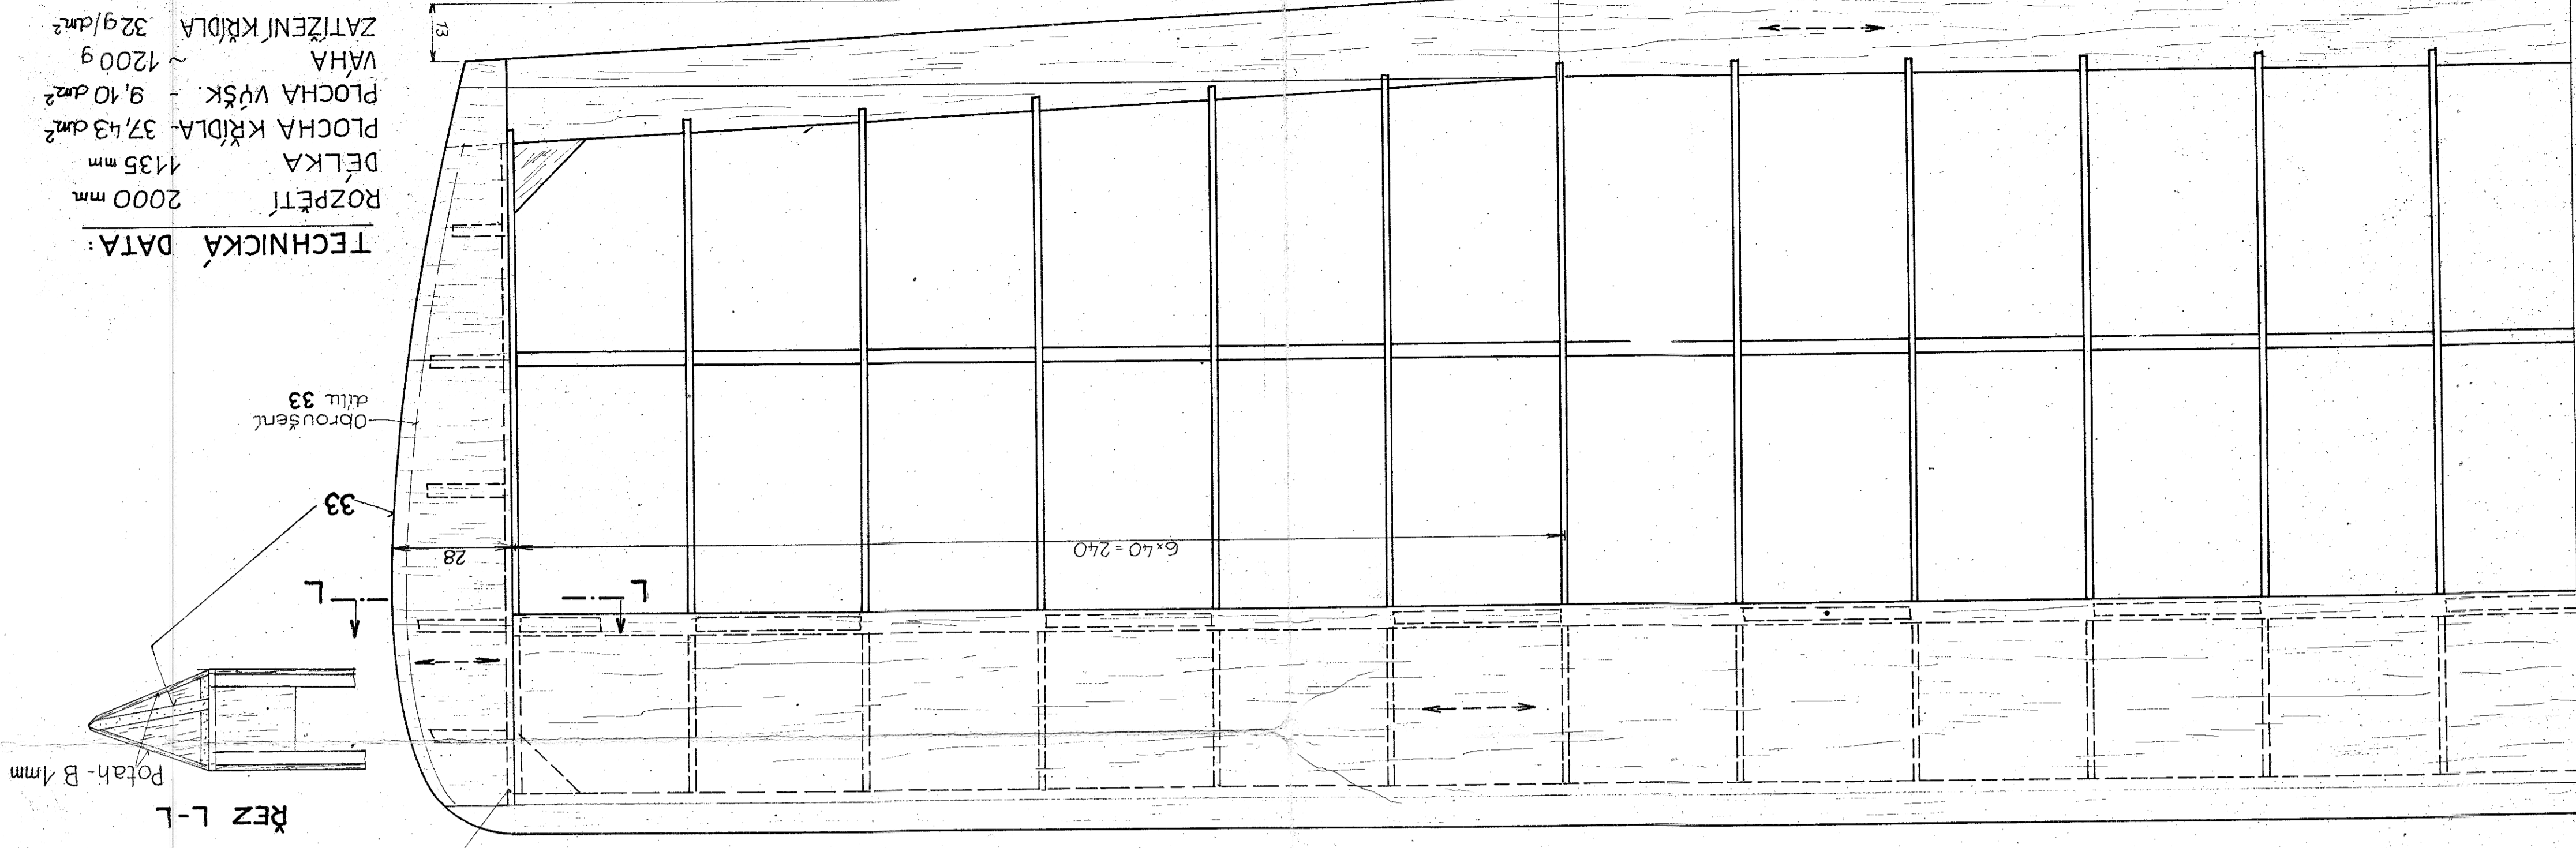 TECHNICKÁ DATA:
ROZPĚTÍ 2000 mm
DÉLKA 1135 mm
PLOCHA KŘÍDLA - 37,43 dm²
PLOCHA VÝŠK. - 9,10 dm²
VÁHA ~ 1200 g
ZATÍŽENÍ KŘÍDLA 32 g/dm²
ŘEZ L-L
Potah - B 1mm
L
L
28
6×40 = 240
33
Obroušení
dílu 33
13